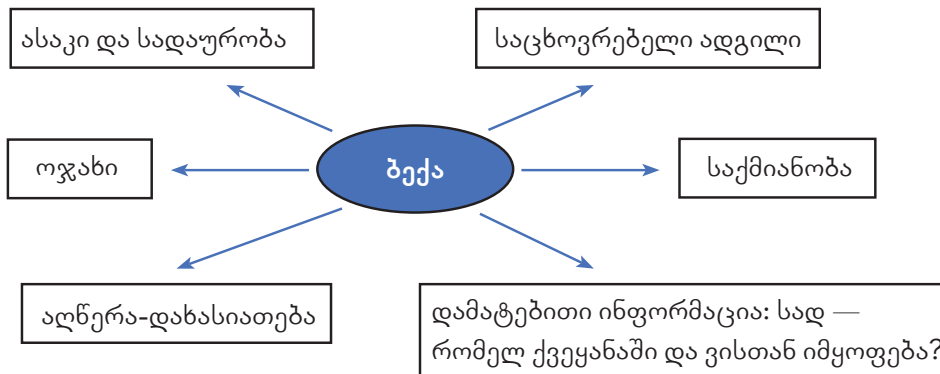 ასაკი და სადაურობა
საცხოვრებელი ადგილი
ოჯახი
ბექა
საქმიანობა
აღწერა-დახასიათება
დამატებითი ინფორმაცია: სად —
რომელ ქვეყანაში და ვისთან იმყოფება?